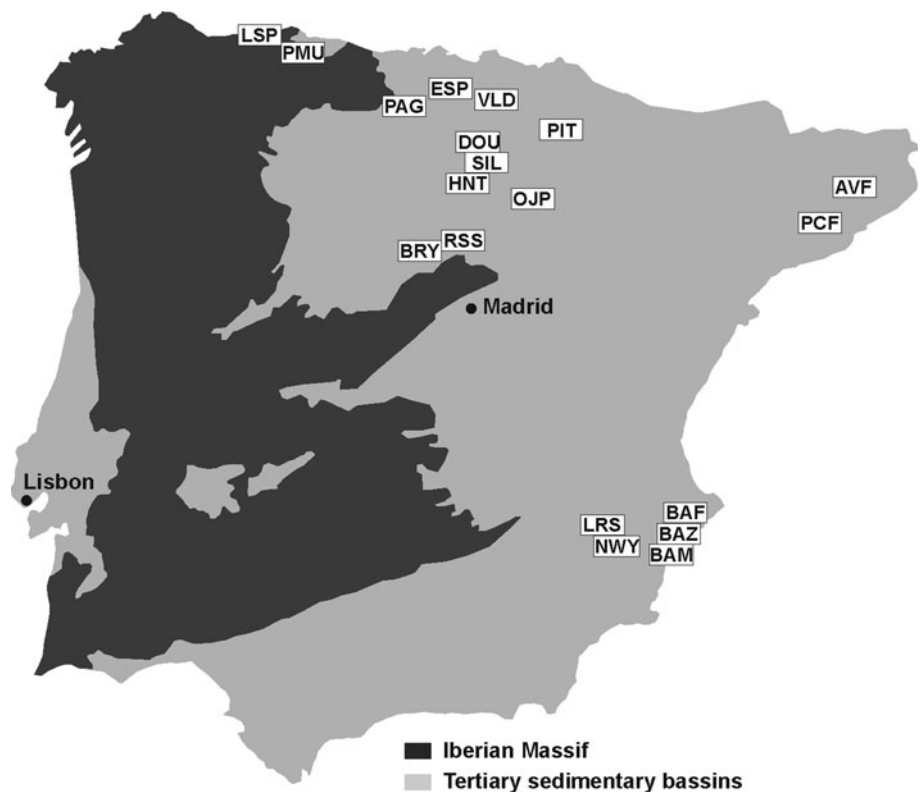 LSP
PMU
ESP
VLD
PAG
PIT
DOU
SIL
HNT
OJP
AVF
PCF
RSS
BRY
Madrid
Lisbon
BAF
LRS
BAZ
NWY
BAM
Iberian Massif
Tertiary sedimentary bassins